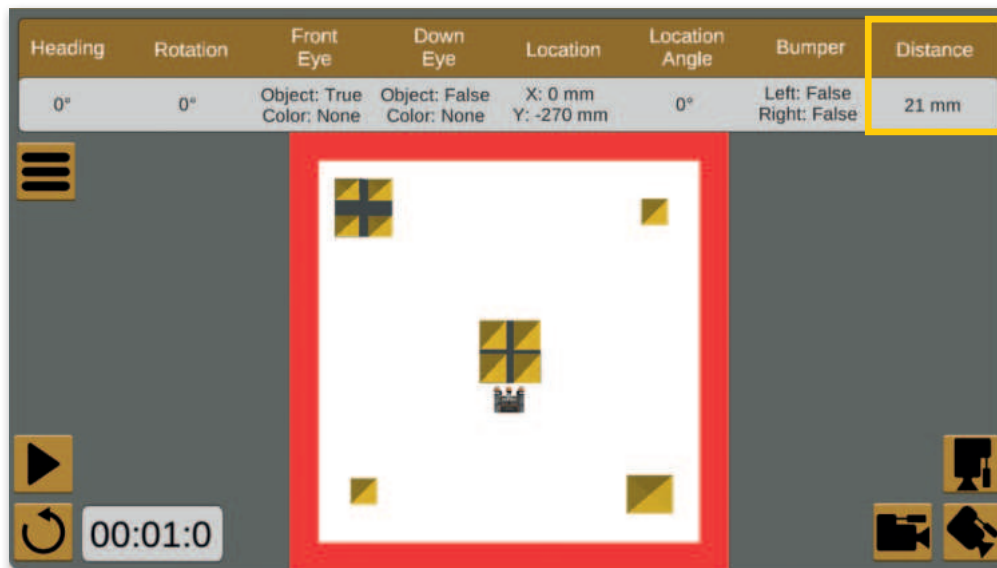 Heading Rotation Front Eye Down Eye Location Location Angle Bumper Distance
0° 0° Object: True Object: False X: 0 mm 0° Left: False 21 mm
Color: None Color: None Y: -270 mm Right: False
00:01:0